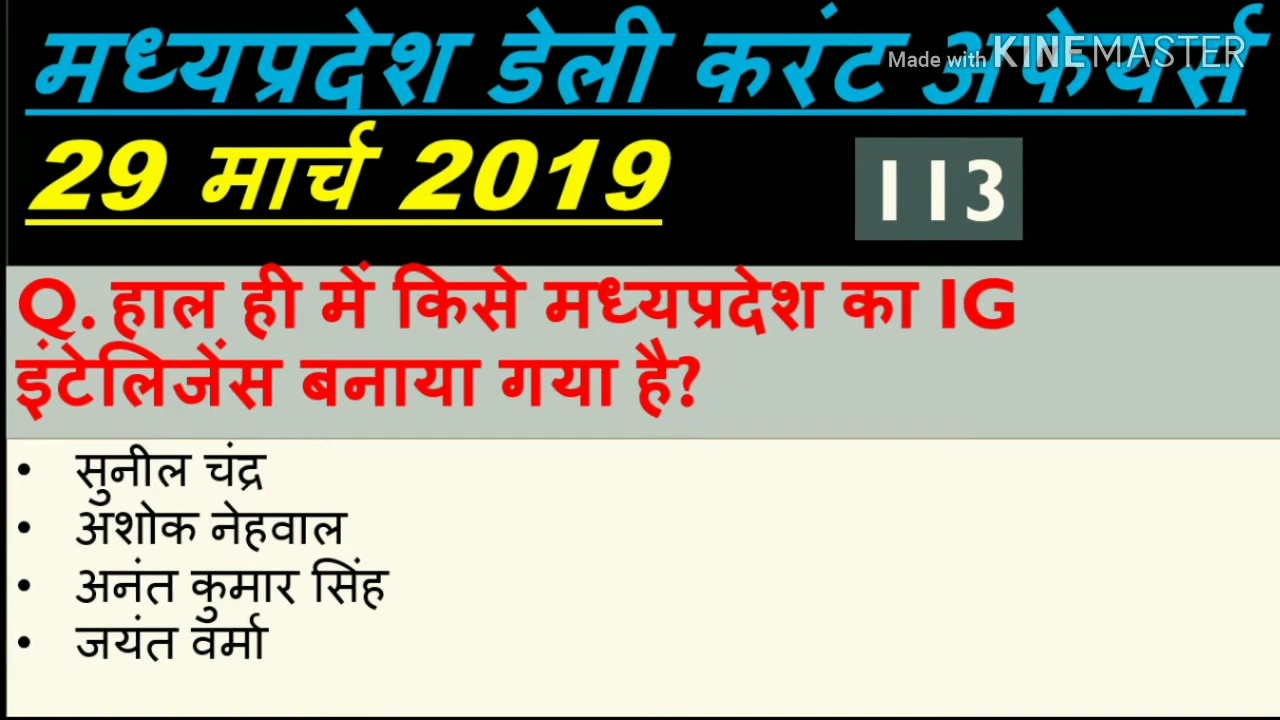 मध्यप्रदेश डेली करंट अफेयर्स
Made with KINEMASTER
29 मार्च 2019
113
Q. हाल ही में किसे मध्यप्रदेश का IG
इंटेलिजेंस बनाया गया है?
• सुनील चंद्र
• अशोक नेहवाल
• अनंत कुमार सिंह
• जयंत वर्मा